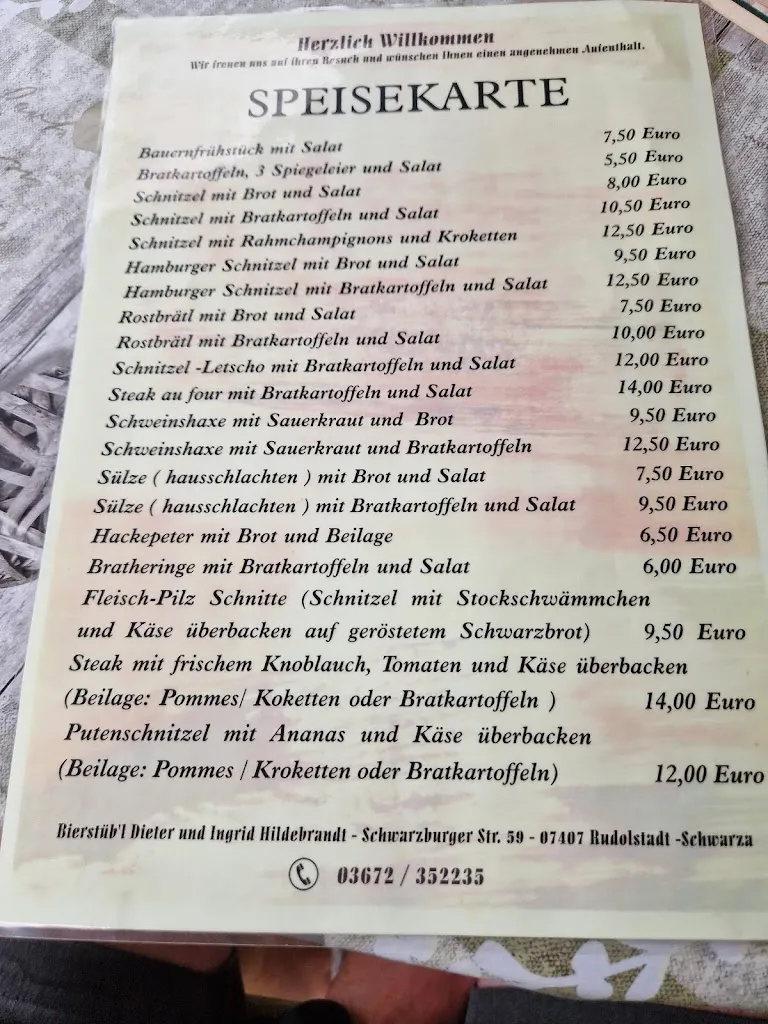 Herzlich Willkommen
Wir freuen uns auf ihren Besuch und wünschen Ihnen einen angenehmen Aufenthalt.
SPEISEKARTE
Bauernfrühstück mit Salat 7,50 Euro
Bratkartoffeln, 3 Spiegeleier und Salat 5,50 Euro
Schnitzel mit Brot und Salat 8,00 Euro
Schnitzel mit Bratkartoffeln und Salat 10,50 Euro
Schnitzel mit Rahmchampignons und Kroketten 12,50 Euro
Hamburger Schnitzel mit Brot und Salat 9,50 Euro
Hamburger Schnitzel mit Bratkartoffeln und Salat 12,50 Euro
Rostbrätl mit Brot und Salat 7,50 Euro
Rostbrätl mit Bratkartoffeln und Salat 10,00 Euro
Schnitzel -Letscho mit Bratkartoffeln und Salat 12,00 Euro
Steak au four mit Bratkartoffeln und Salat 14,00 Euro
Schweinshaxe mit Sauerkraut und Brot 9,50 Euro
Schweinshaxe mit Sauerkraut und Bratkartoffeln 12,50 Euro
Sülze ( hausschlachten ) mit Brot und Salat 7,50 Euro
Sülze ( hausschlachten ) mit Bratkartoffeln und Salat 9,50 Euro
Hackepeter mit Brot und Beilage 6,50 Euro
Bratheringe mit Bratkartoffeln und Salat 6,00 Euro
Fleisch-Pilz Schnitte (Schnitzel mit Stockschwämmchen
und Käse überbacken auf geröstetem Schwarzbrot) 9,50 Euro
Steak mit frischem Knoblauch, Tomaten und Käse überbacken
(Beilage: Pommes/ Koketten oder Bratkartoffeln ) 14,00 Euro
Putenschnitzel mit Ananas und Käse überbacken
(Beilage: Pommes / Kroketten oder Bratkartoffeln) 12,00 Euro
Bierstüb'l Dieter und Ingrid Hildebrandt - Schwarzburger Str. 59 - 07407 Rudolstadt -Schwarza
03672 / 352235